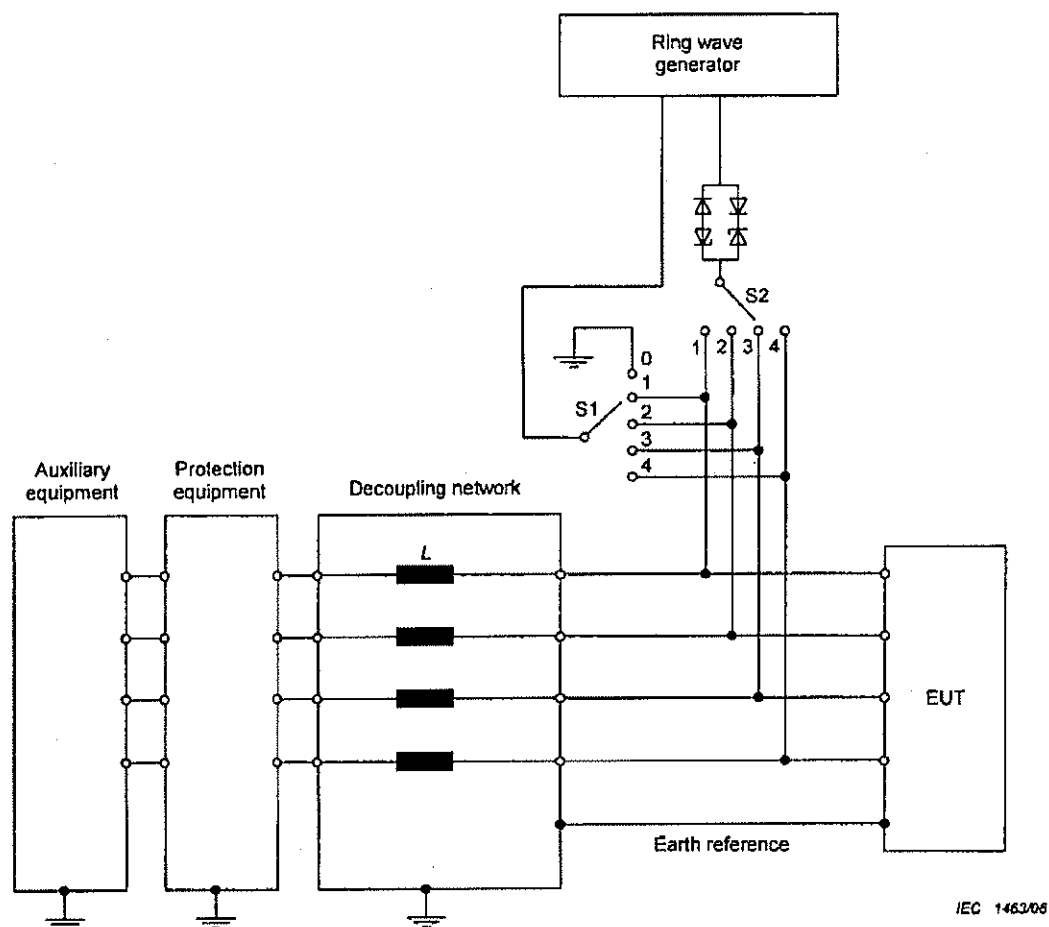 Ring wave
generator
S2
1 2 3 4
0
1
S1
2
3
4
Auxiliary
equipment
Protection
equipment
Decoupling network
L
EUT
Earth reference
IEC 1463/06